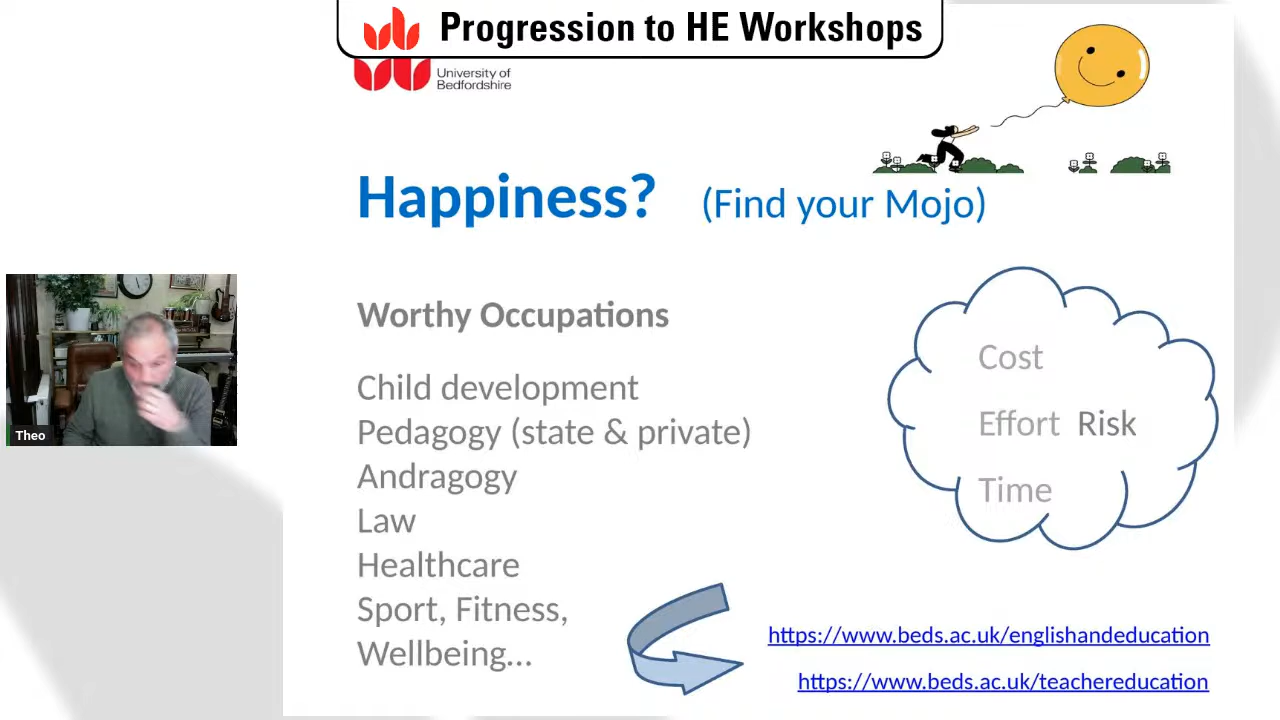 Progression to HE Workshops
University of
Bedfordshire
Happiness? (Find your Mojo)
Worthy Occupations
Child development
Pedagogy (state & private)
Andragogy
Law
Healthcare
Sport, Fitness,
Wellbeing...
Cost
Effort Risk
Time
https://www.beds.ac.uk/englishandeducation
https://www.beds.ac.uk/teachereducation
Theo